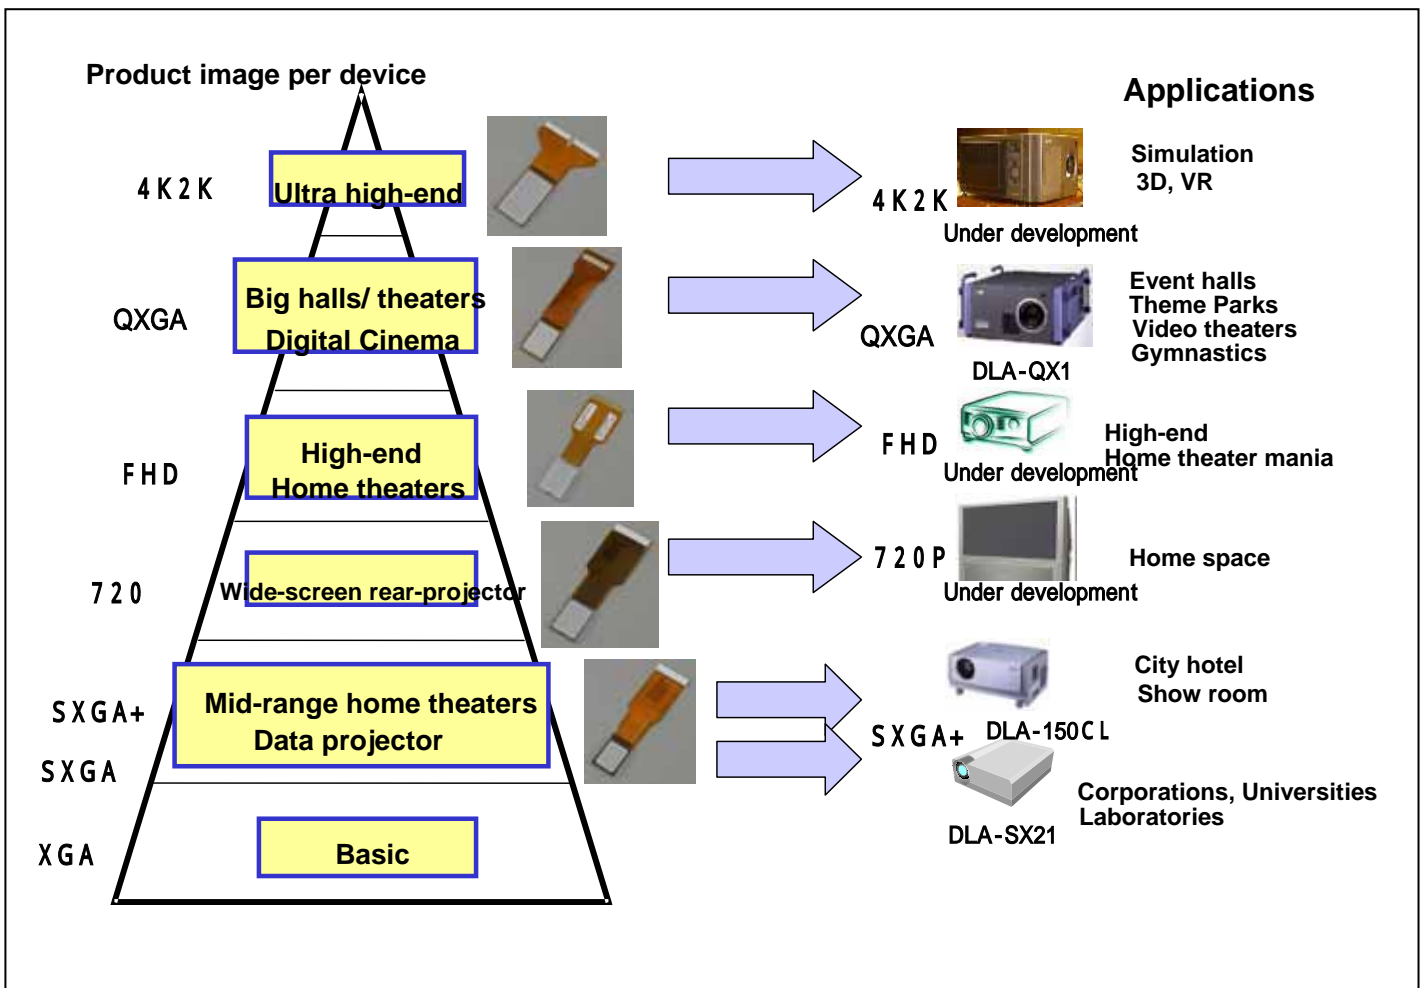 Product image per device
Applications
4K2K
Ultra high-end
4K2K
Under development
Simulation
3D, VR
QXGA
Big halls/ theaters
Digital Cinema
QXGA
DLA-QX1
Event halls
Theme Parks
Video theaters
Gymnastics
FHD
High-end
Home theaters
FHD
Under development
High-end
Home theater mania
720
Wide-screen rear-projector
720P
Under development
Home space
SXGA+
SXGA
Mid-range home theaters
Data projector
SXGA+
DLA-150CL
City hotel
Show room
DLA-SX21
Corporations, Universities
Laboratories
XGA
Basic